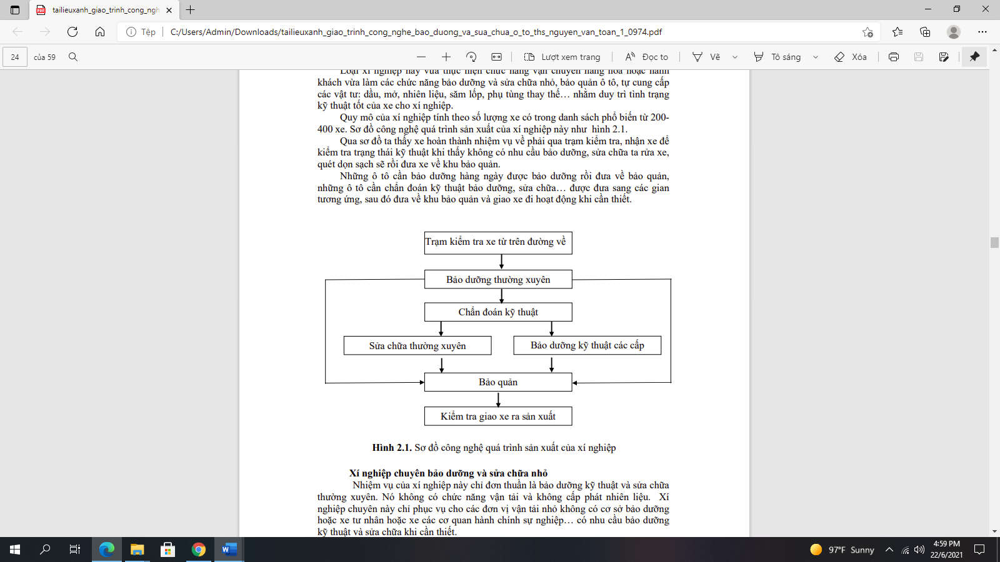 tailieuxanh_giao_trinh_cong_ngh
Tệp
C:/Users/Admin/Downloads/tailieuxanh_giao_trinh_cong_nghe_bao_duong_va_sua_chua_o_to_ths_nguyen_van_toan_1_0974.pdf
24 của 59
Lượt xem trang
Đọc to
Vẽ
Tô sáng
Xóa
Loại xí nghiệp này vừa thực hiện chức năng vận chuyển hàng hóa hoặc hành
khách vừa làm các chức năng bảo dưỡng và sửa chữa nhỏ, bảo quản ô tô, tự cung cấp
các vật tư: dầu, mở, nhiên liệu, săm lốp, phụ tùng thay thế… nhằm duy trì tình trạng
kỹ thuật tốt của xe cho xí nghiệp.
Quy mô của xí nghiệp tính theo số lượng xe có trong danh sách phổ biến từ 200-
400 xe. Sơ đồ công nghệ quá trình sản xuất của xí nghiệp này như hình 2.1.
Qua sơ đồ ta thấy xe hoàn thành nhiệm vụ về phải qua trạm kiểm tra, nhận xe để
kiểm tra trạng thái kỹ thuật khi thấy không có nhu cầu bảo dưỡng, sửa chữa ta rửa xe,
quét dọn sạch sẽ rồi đưa xe về khu bảo quản.
Những ô tô cần bảo dưỡng hàng ngày được bảo dưỡng rồi đưa về bảo quản,
những ô tô cần chẩn đoán kỹ thuật bảo dưỡng, sửa chữa… được đưa sang các gian
tương ứng, sau đó đưa về khu bảo quản và giao xe đi hoạt động khi cần thiết.
Trạm kiểm tra xe từ trên đường về
Bảo dưỡng thường xuyên
Chẩn đoán kỹ thuật
Sửa chữa thường xuyên
Bảo dưỡng kỹ thuật các cấp
Bảo quản
Kiểm tra giao xe ra sản xuất
Hình 2.1. Sơ đồ công nghệ quá trình sản xuất của xí nghiệp
Xí nghiệp chuyên bảo dưỡng và sửa chữa nhỏ
Nhiệm vụ của xí nghiệp này chỉ đơn thuần là bảo dưỡng kỹ thuật và sửa chữa
thường xuyên. Nó không có chức năng vận tải và không cấp phát nhiên liệu. Xí
nghiệp chuyên này chỉ phục vụ cho các đơn vị vận tải nhỏ không có cơ sở bảo dưỡng
hoặc xe tư nhân hoặc xe các cơ quan hành chính sự nghiệp… có nhu cầu bảo dưỡng
kỹ thuật và sửa chữa khi cần thiết.
97°F Sunny
4:59 PM
22/6/2021